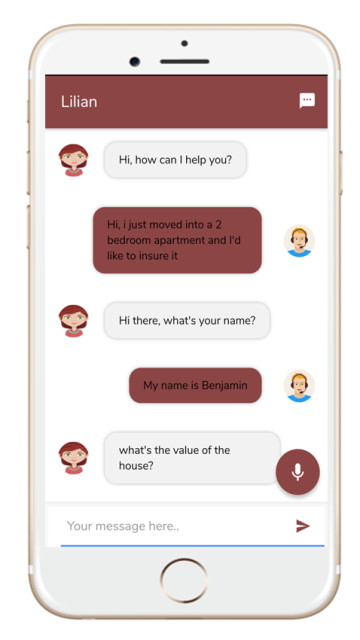 Lilian
Hi, how can I help you?
Hi, i just moved into a 2
bedroom apartment and I'd
like to insure it
Hi there, what's your name?
My name is Benjamin
what's the value of the
house?
Your message here..